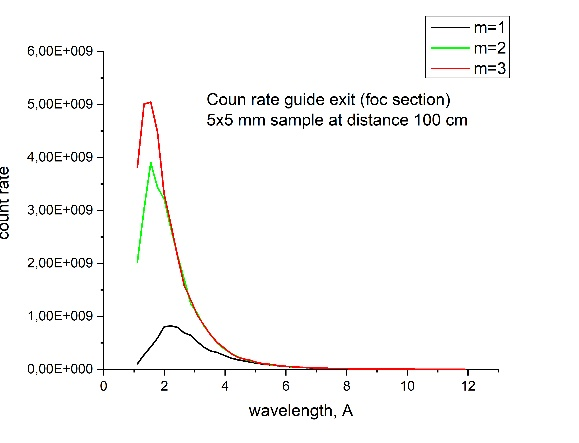 m=1
m=2
m=3
6,00E+009
5,00E+009
4,00E+009
3,00E+009
2,00E+009
1,00E+009
0,00E+000
Coun rate guide exit (foc section)
5x5 mm sample at distance 100 cm
count rate
0 2 4 6 8 10 12
wavelength, A